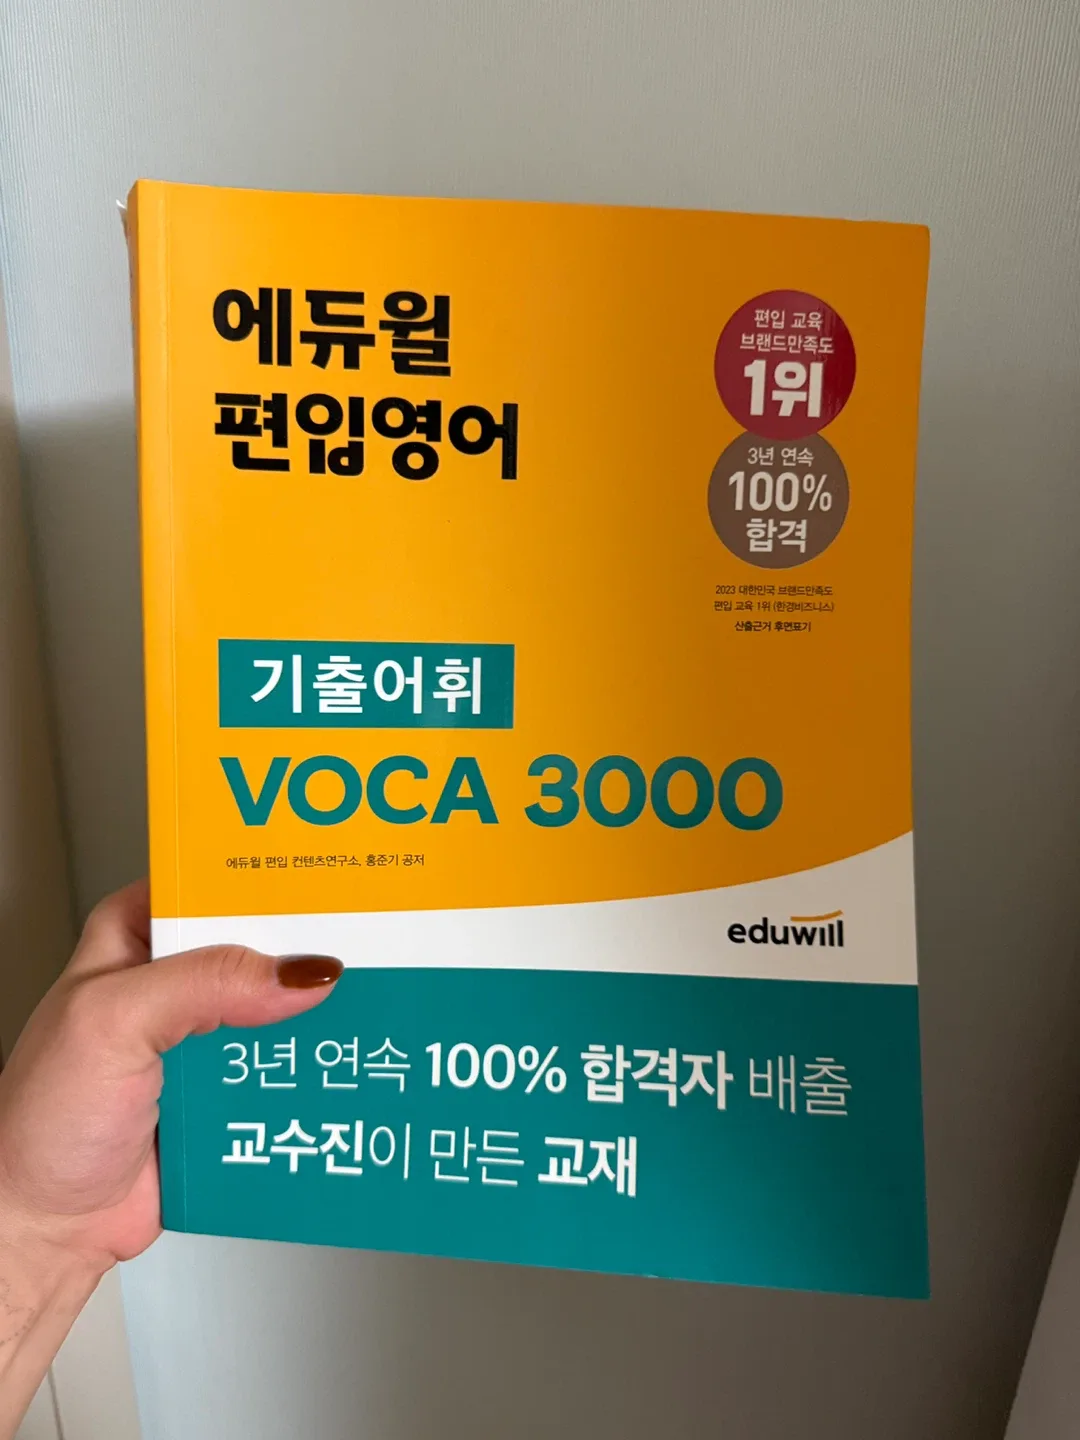 에듀윌
편입영어
편입 교육
브랜드만족도
1위
3년 연속
100%
합격
2023 대한민국 브랜드만족도
편입 교육 1위 (한경비즈니스)
산출근거 후면표기
기출어휘
VOCA 3000
에듀윌 편입 컨텐츠연구소, 홍준기 공저
eduwill
3년 연속 100% 합격자 배출
교수진이 만든 교재